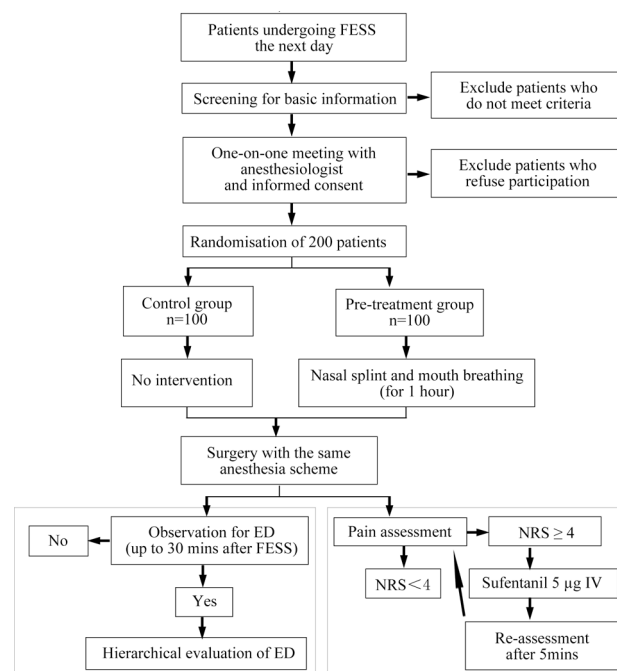 Patients undergoing FESS
the next day
Screening for basic information
Exclude patients who
do not meet criteria
One-on-one meeting with
anesthesiologist
and informed consent
Exclude patients who
refuse participation
Randomisation of 200 patients
Control group
n=100
Pre-treatment group
n=100
No intervention
Nasal splint and mouth breathing
(for 1 hour)
Surgery with the same
anesthesia scheme
No
Observation for ED
(up to 30 mins after FESS)
Yes
Hierarchical evaluation of ED
Pain assessment
NRS ≥ 4
NRS<4
Sufentanil 5 μg IV
Re-assessment
after 5mins